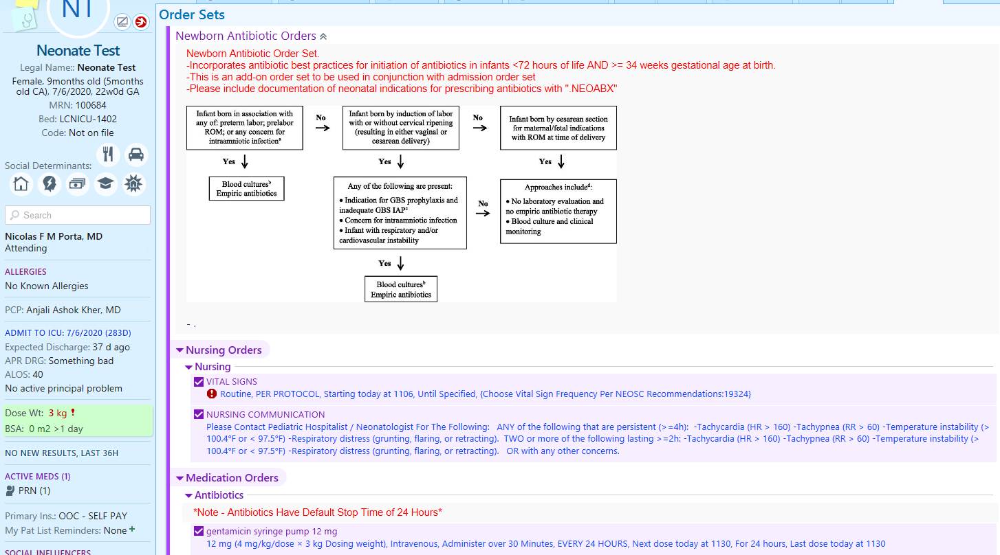 NT
Neonate Test
Legal Name:: Neonate Test
Female, 9months old (5months
old CA), 7/6/2020, 22w0d GA
MRN: 100684
Bed: LCNICU-1402
Code: Not on file
Social Determinants:
Search
Nicolas F M Porta, MD
Attending
ALLERGIES
No Known Allergies
PCP: Anjali Ashok Kher, MD
ADMIT TO ICU: 7/6/2020 (283D)
Expected Discharge: 37 d ago
APR DRG: Something bad
ALOS: 40
No active principal problem
Dose Wt: 3 kg !
BSA: 0 m2 >1 day
NO NEW RESULTS, LAST 36H
ACTIVE MEDS (1)
PRN (1)
Primary Ins.: OOC - SELF PAY
My Pat List Reminders: None +
SOCIAL INFLUENCERS
Order Sets
Newborn Antibiotic Orders
Newborn Antibiotic Order Set.
-Incorporates antibiotic best practices for initiation of antibiotics in infants <72 hours of life AND >= 34 weeks gestational age at birth.
-This is an add-on order set to be used in conjunction with admission order set
-Please include documentation of neonatal indications for prescribing antibiotics with ".NEOABX"
Infant born in association with
any of: preterm labor; prelabor
ROM; or any concern for
intraamniotic infectionᵃ
No
Infant born by induction of labor
with or without cervical ripening
(resulting in either vaginal or
cesarean delivery)
No
Infant born by cesarean section
for maternal/fetal indications
with ROM at time of delivery
Yes
Yes
Yes
Blood culturesᵇ
Empiric antibiotics
Any of the following are present:
• Indication for GBS prophylaxis and
inadequate GBS IAPᶜ
• Concern for intraamniotic infection
• Infant with respiratory and/or
cardiovascular instability
No
Approaches includeᵈ:
• No laboratory evaluation and
no empiric antibiotic therapy
• Blood culture and clinical
monitoring
Yes
Blood culturesᵇ
Empiric antibiotics
- .
Nursing Orders
Nursing
VITAL SIGNS
Routine, PER PROTOCOL, Starting today at 1106, Until Specified, {Choose Vital Sign Frequency Per NEOSC Recommendations:19324}
NURSING COMMUNICATION
Please Contact Pediatric Hospitalist / Neonatologist For The Following: ANY of the following that are persistent (>=4h): -Tachycardia (HR > 160) -Tachypnea (RR > 60) -Temperature instability (>
100.4°F or < 97.5°F) -Respiratory distress (grunting, flaring, or retracting). TWO or more of the following lasting >=2h: -Tachycardia (HR > 160) -Tachypnea (RR > 60) -Temperature instability (>
100.4°F or < 97.5°F) -Respiratory distress (grunting, flaring, or retracting). OR with any other concerns.
Medication Orders
Antibiotics
*Note - Antibiotics Have Default Stop Time of 24 Hours*
gentamicin syringe pump 12 mg
12 mg (4 mg/kg/dose × 3 kg Dosing weight), Intravenous, Administer over 30 Minutes, EVERY 24 HOURS, Next dose today at 1130, For 24 hours, Last dose today at 1130